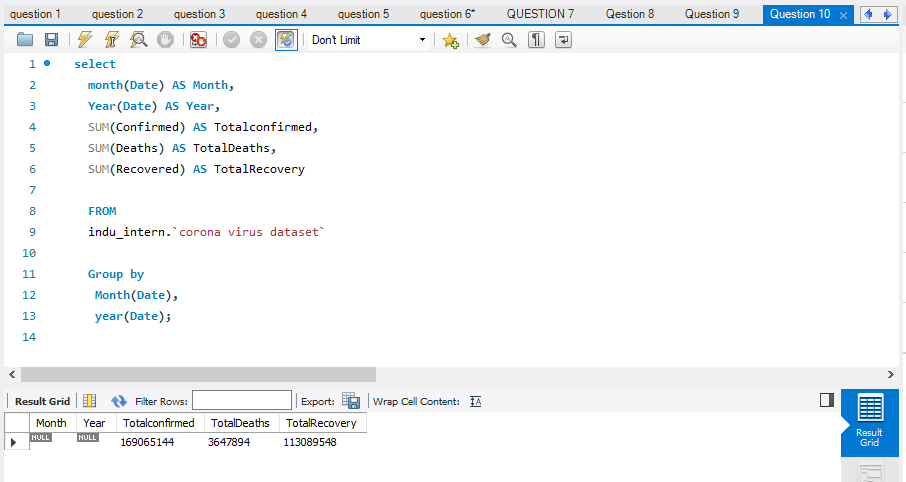 question 1 question 2 question 3 question 4 question 5 question 6* QUESTION 7 Qestion 8 Question 9 Question 10
Don't Limit
1 select
2 month(Date) AS Month,
3 Year(Date) AS Year,
4 SUM(Confirmed) AS Totalconfirmed,
5 SUM(Deaths) AS TotalDeaths,
6 SUM(Recovered) AS TotalRecovery
7
8 FROM
9 indu_intern.`corona virus dataset`
10
11 Group by
12 Month(Date),
13 year(Date);
14
Result Grid Filter Rows: Export: Wrap Cell Content:
Month Year Totalconfirmed TotalDeaths TotalRecovery
NULL NULL 169065144 3647894 113089548
Result
Grid